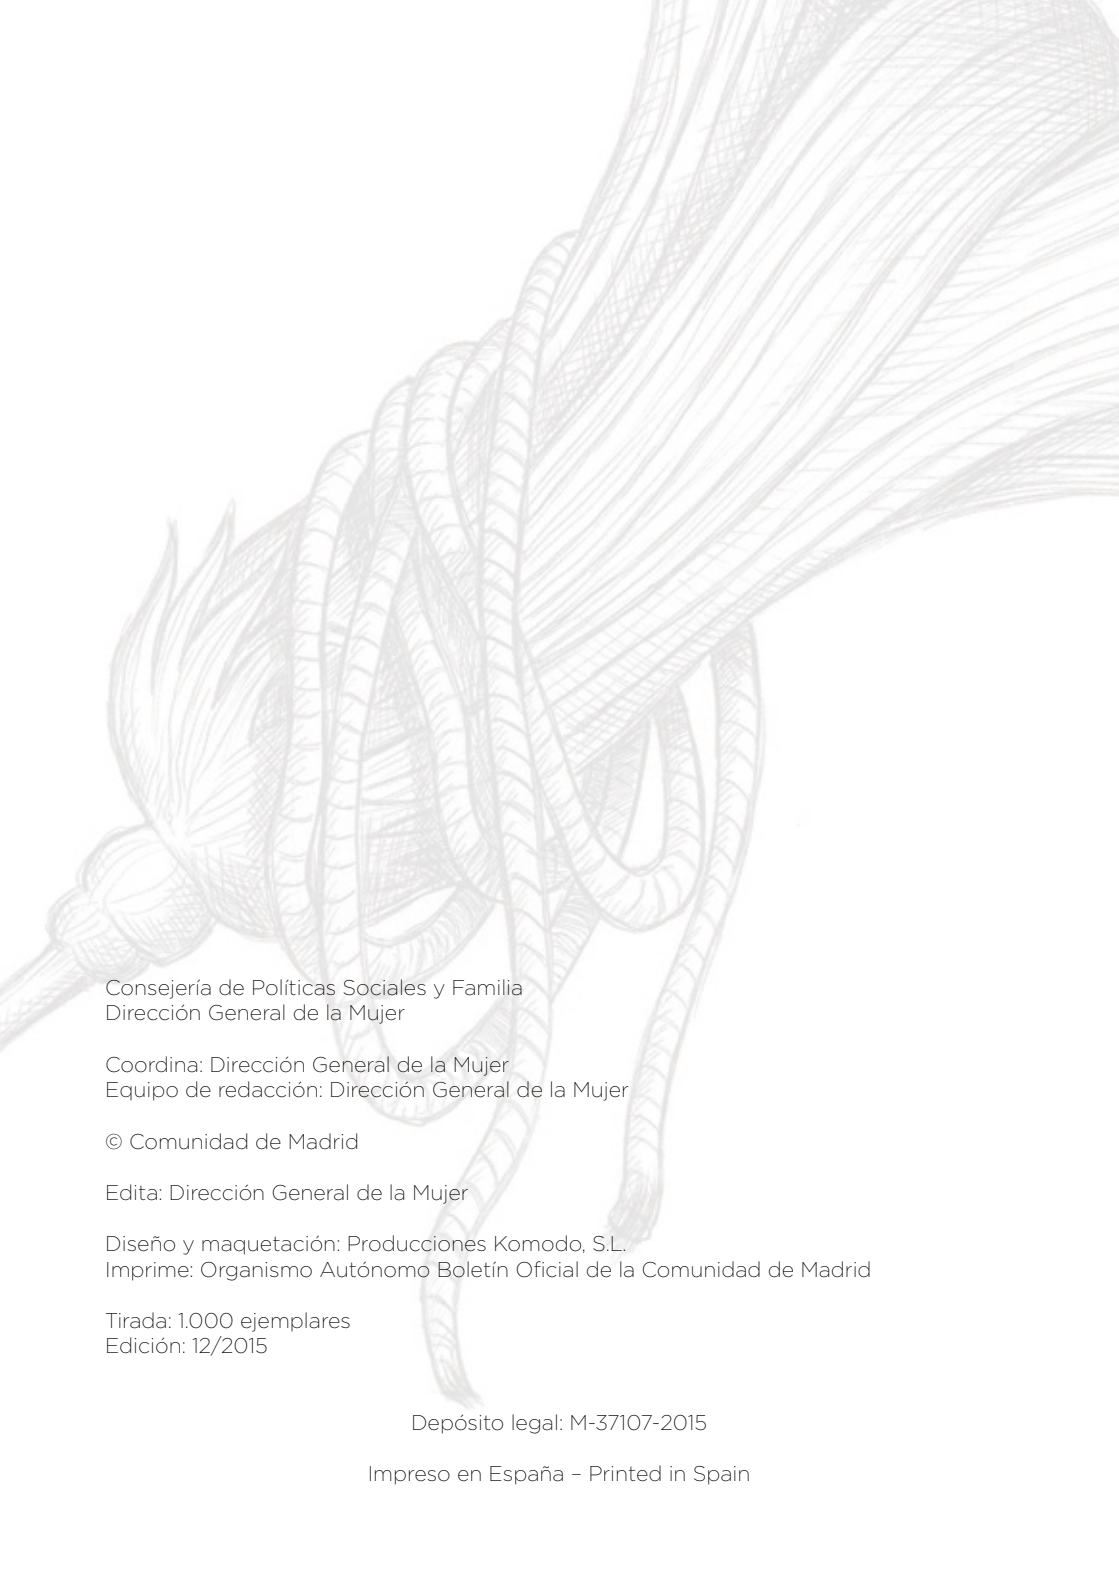 Consejería de Políticas Sociales y Familia
Dirección General de la Mujer
Coordina: Dirección General de la Mujer
Equipo de redacción: Dirección General de la Mujer
© Comunidad de Madrid
Edita: Dirección General de la Mujer
Diseño y maquetación: Producciones Komodo, S.L.
Imprime: Organismo Autónomo Boletín Oficial de la Comunidad de Madrid
Tirada: 1.000 ejemplares
Edición: 12/2015
Depósito legal: M-37107-2015
Impreso en España – Printed in Spain